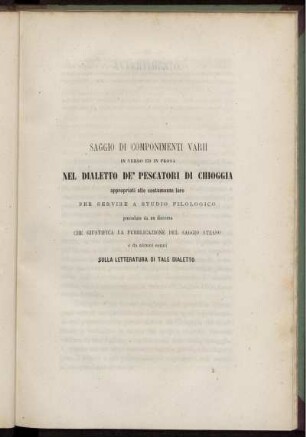 SAGGIO DI COMPONIMENTI VARII
IN VERSO ED IN PROSA
NEL DIALETTO DE' PESCATORI DI CHIOGGIA
appropriati alle costumanze loro
PER SERVIRE A STUDIO FILOLOGICO
preceduto da un discorso
CHE GIUSTIFICA LA PUBBLICAZIONE DEL SAGGIO STESSO
e da alcuni cenni
SULLA LETTERATURA DI TALE DIALETTO